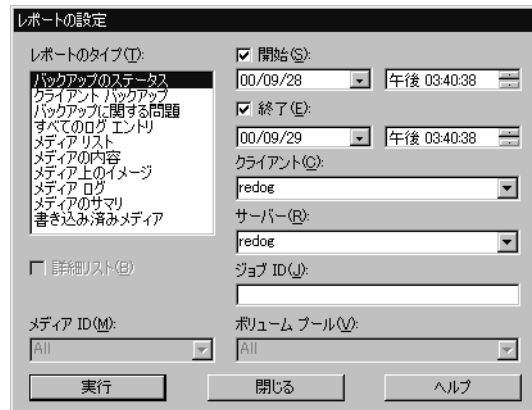 レポートの設定
レポートのタイプ(T):
バックアップのステータス
クライアント バックアップ
バックアップに関する問題
すべてのログ エントリ
メディア リスト
メディアの内容
メディア上のイメージ
メディア ログ
メディアのサマリ
書き込み済みメディア
詳細リスト(B)
メディア ID(M):
All
開始(S):
00/09/28 午後 03:40:38
終了(E):
00/09/29 午後 03:40:38
クライアント(C):
redog
サーバー(R):
redog
ジョブ ID(J):
ボリューム プール(V):
All
実行 閉じる ヘルプ